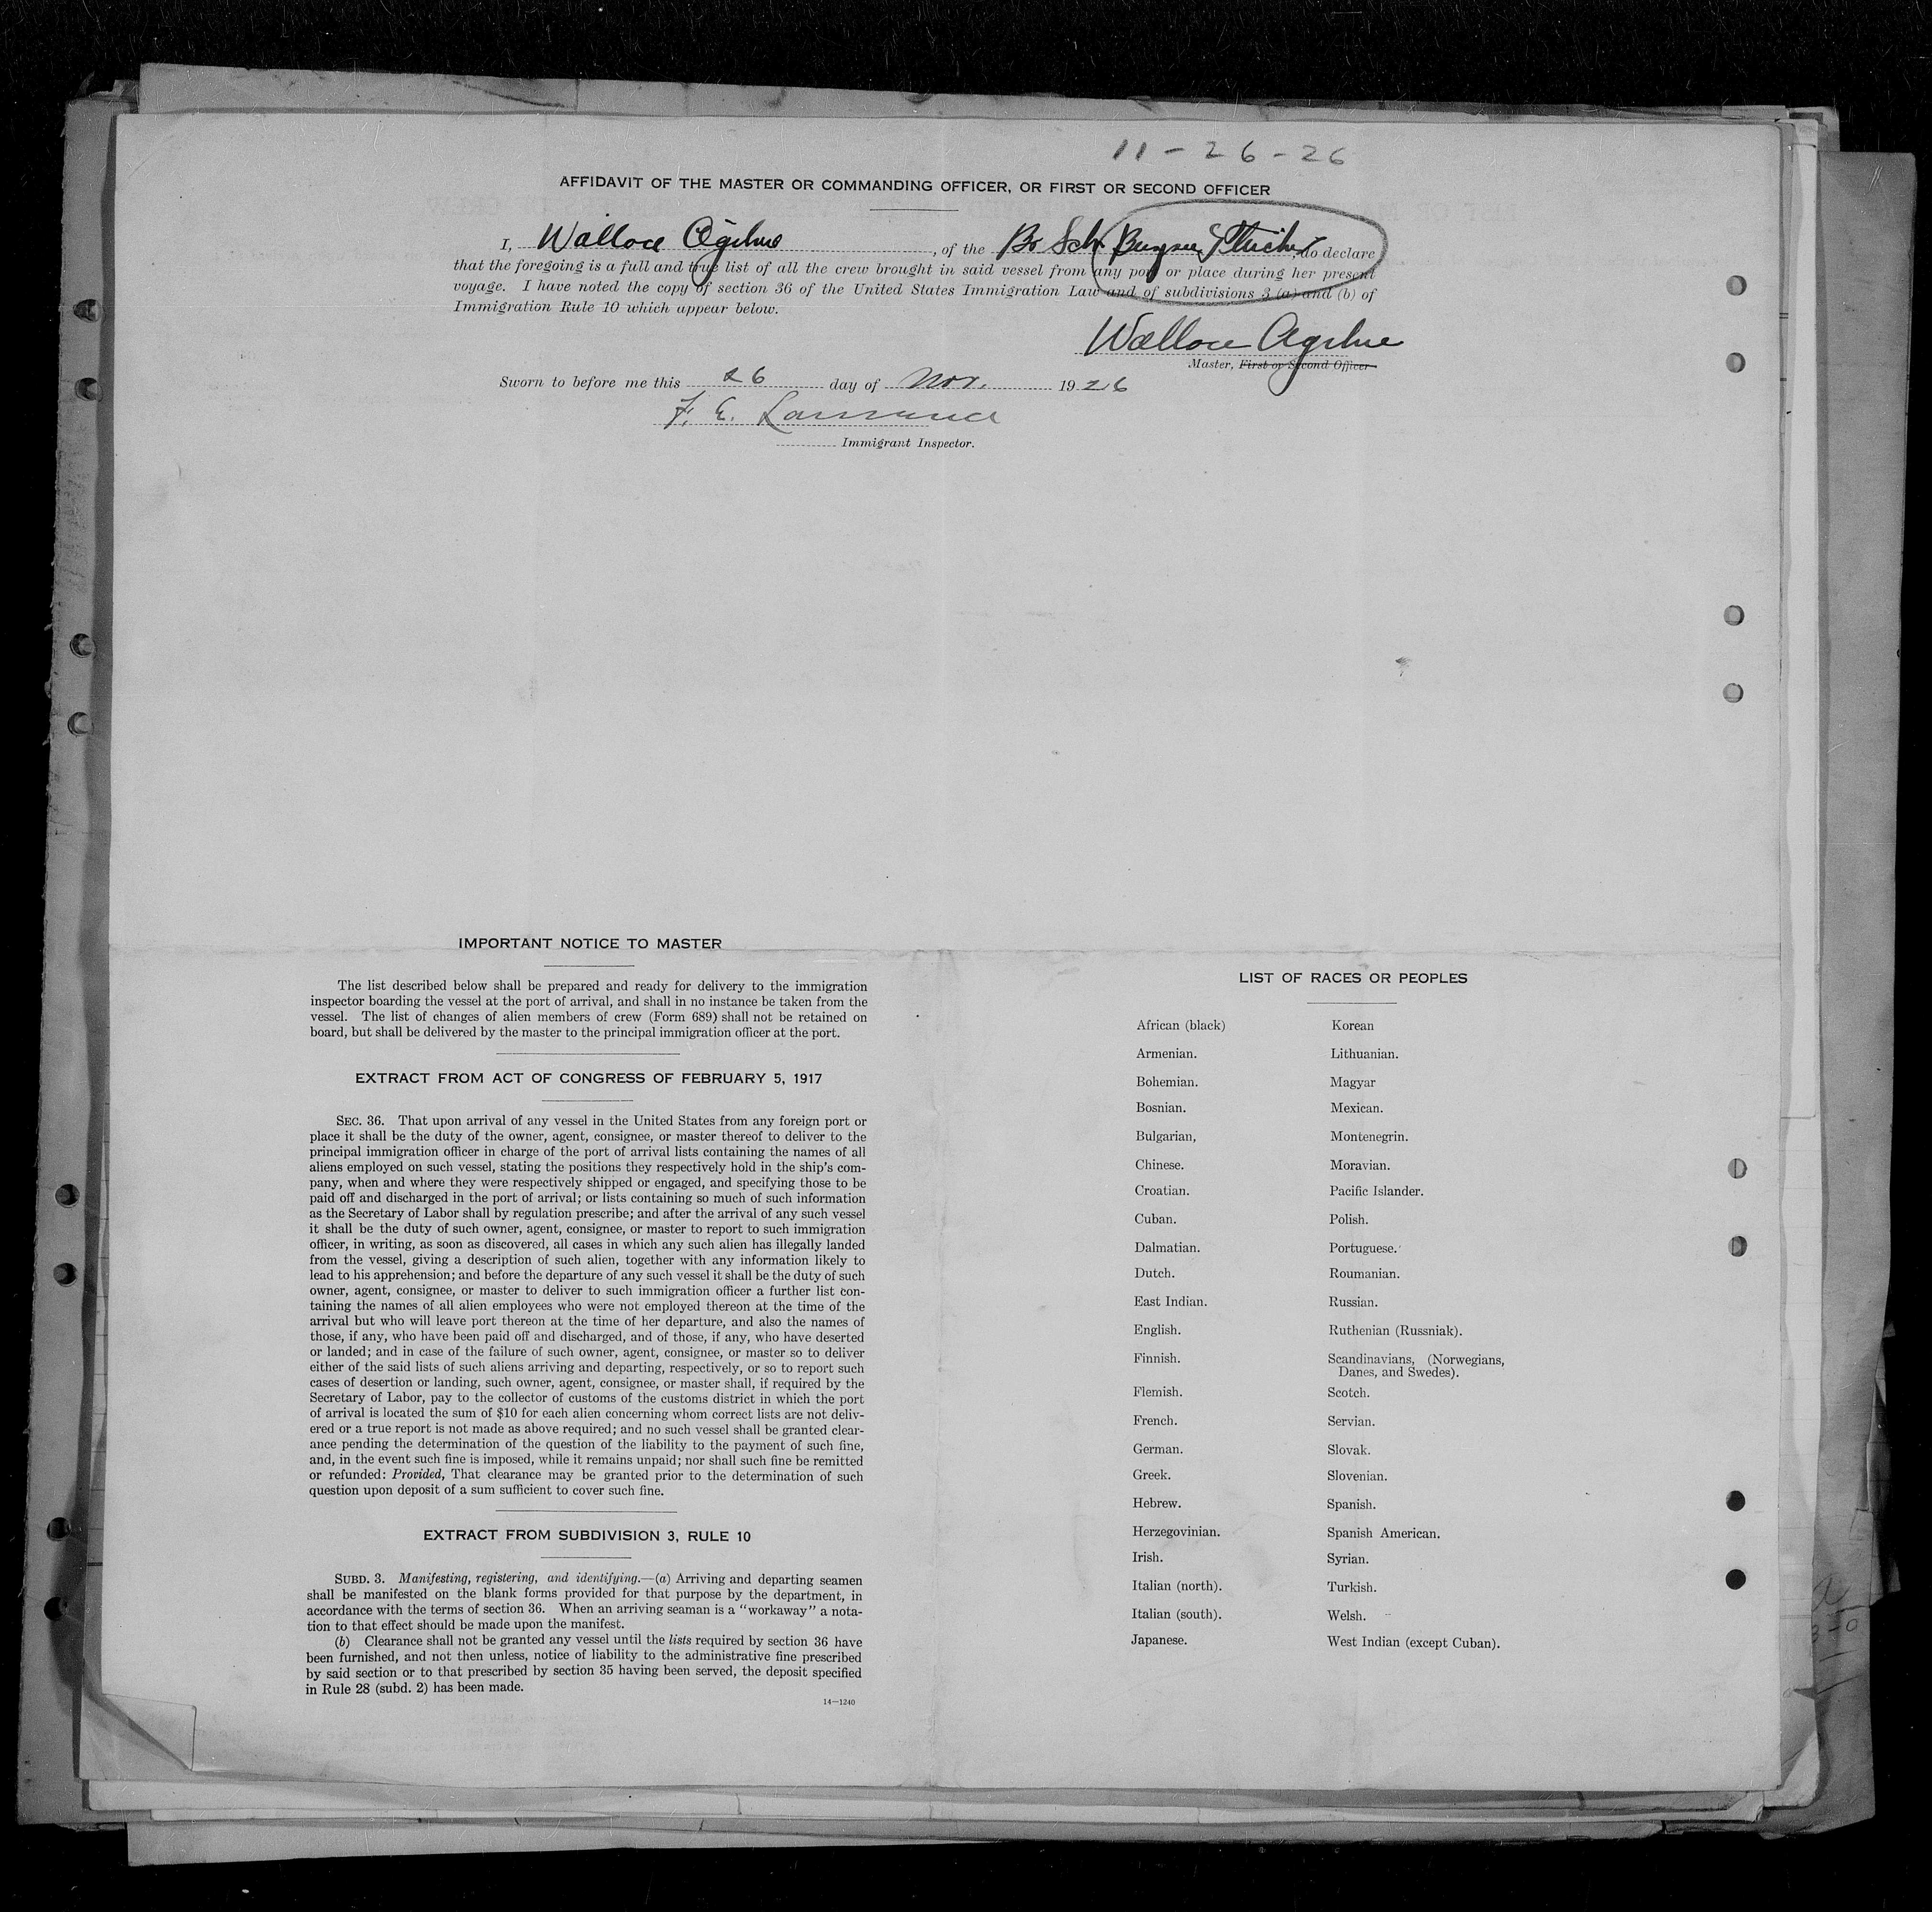 11-26-26
AFFIDAVIT OF THE MASTER OR COMMANDING OFFICER, OR FIRST OR SECOND OFFICER
I, Wallace Ogilvie, of the Br Sch, do declare
that the foregoing is a full and true list of all the crew brought in said vessel from any port or place during her present
voyage. I have noted the copy of section 36 of the United States Immigration Law and of subdivisions 3 (a) and (b) of
Immigration Rule 10 which appear below.
Wallace Ogilvie
Master, First or Second Officer
Sworn to before me this 26 day of Nov. 1926
F. E.
Immigrant Inspector.
IMPORTANT NOTICE TO MASTER
The list described below shall be prepared and ready for delivery to the immigration
inspector boarding the vessel at the port of arrival, and shall in no instance be taken from the
vessel. The list of changes of alien members of crew (Form 689) shall not be retained on
board, but shall be delivered by the master to the principal immigration officer at the port.
EXTRACT FROM ACT OF CONGRESS OF FEBRUARY 5, 1917
SEC. 36. That upon arrival of any vessel in the United States from any foreign port or
place it shall be the duty of the owner, agent, consignee, or master thereof to deliver to the
principal immigration officer in charge of the port of arrival lists containing the names of all
aliens employed on such vessel, stating the positions they respectively hold in the ship's com-
pany, when and where they were respectively shipped or engaged, and specifying those to be
paid off and discharged in the port of arrival; or lists containing so much of such information
as the Secretary of Labor shall by regulation prescribe; and after the arrival of any such vessel
it shall be the duty of such owner, agent, consignee, or master to report to such immigration
officer, in writing, as soon as discovered, all cases in which any such alien has illegally landed
from the vessel, giving a description of such alien, together with any information likely to
lead to his apprehension; and before the departure of any such vessel it shall be the duty of such
owner, agent, consignee, or master to deliver to such immigration officer a further list con-
taining the names of all alien employees who were not employed thereon at the time of the
arrival but who will leave port thereon at the time of her departure, and also the names of
those, if any, who have been paid off and discharged, and of those, if any, who have deserted
or landed; and in case of the failure of such owner, agent, consignee, or master so to deliver
either of the said lists of such aliens arriving and departing, respectively, or so to report such
cases of desertion or landing, such owner, agent, consignee, or master shall, if required by the
Secretary of Labor, pay to the collector of customs of the customs district in which the port
of arrival is located the sum of $10 for each alien concerning whom correct lists are not deliv-
ered or a true report is not made as above required; and no such vessel shall be granted clear-
ance pending the determination of the question of the liability to the payment of such fine,
and, in the event such fine is imposed, while it remains unpaid; nor shall such fine be remitted
or refunded: Provided, That clearance may be granted prior to the determination of such
question upon deposit of a sum sufficient to cover such fine.
EXTRACT FROM SUBDIVISION 3, RULE 10
SUBD. 3. Manifesting, registering, and identifying.—(a) Arriving and departing seamen
shall be manifested on the blank forms provided for that purpose by the department, in
accordance with the terms of section 36. When an arriving seaman is a "workaway" a nota-
tion to that effect should be made upon the manifest.
(b) Clearance shall not be granted any vessel until the lists required by section 36 have
been furnished, and not then unless, notice of liability to the administrative fine prescribed
by said section or to that prescribed by section 35 having been served, the deposit specified
in Rule 28 (subd. 2) has been made.
14—1240
LIST OF RACES OR PEOPLES
African (black)
Armenian.
Bohemian.
Bosnian.
Bulgarian,
Chinese.
Croatian.
Cuban.
Dalmatian.
Dutch.
East Indian.
English.
Finnish.
Flemish.
French.
German.
Greek.
Hebrew.
Herzegovinian.
Irish.
Italian (north).
Italian (south).
Japanese.
Korean
Lithuanian.
Magyar
Mexican.
Montenegrin.
Moravian.
Pacific Islander.
Polish.
Portuguese.
Roumanian.
Russian.
Ruthenian (Russniak).
Scandinavians, (Norwegians,
Danes, and Swedes).
Scotch.
Servian.
Slovak.
Slovenian.
Spanish.
Spanish American.
Syrian.
Turkish.
Welsh.
West Indian (except Cuban).